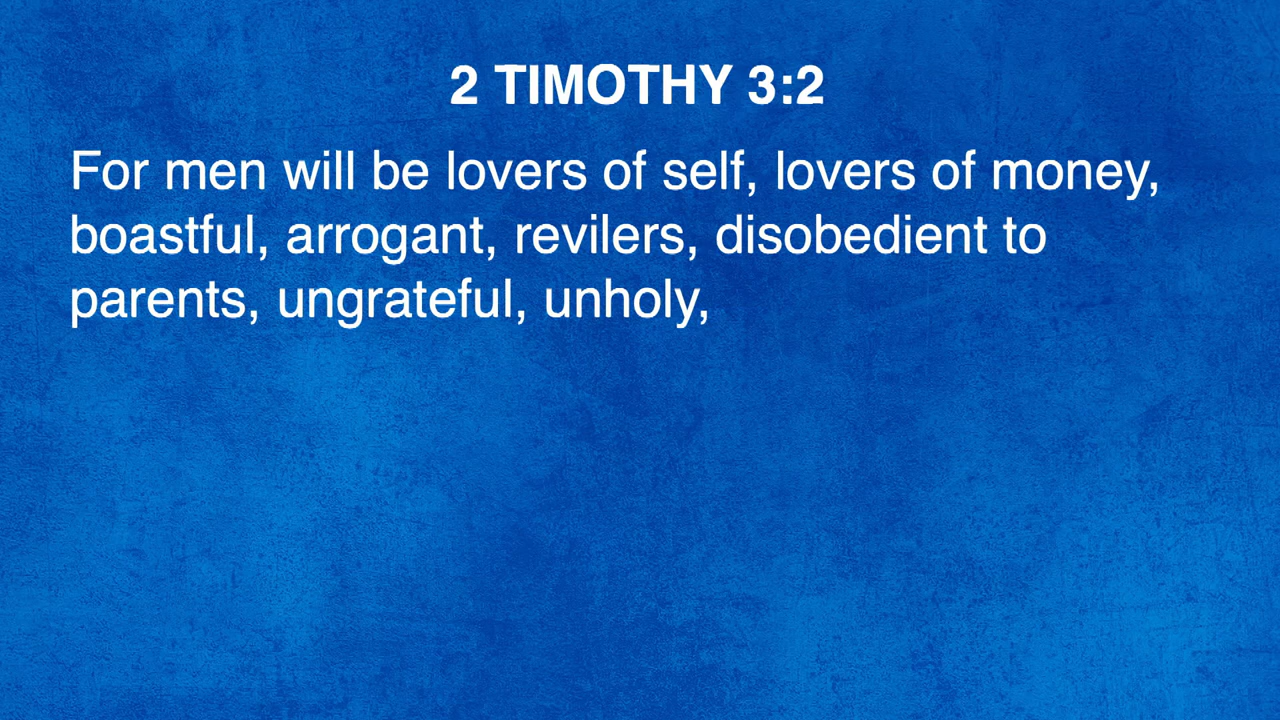 2 TIMOTHY 3:2
For men will be lovers of self, lovers of money,
boastful, arrogant, revilers, disobedient to
parents, ungrateful, unholy,